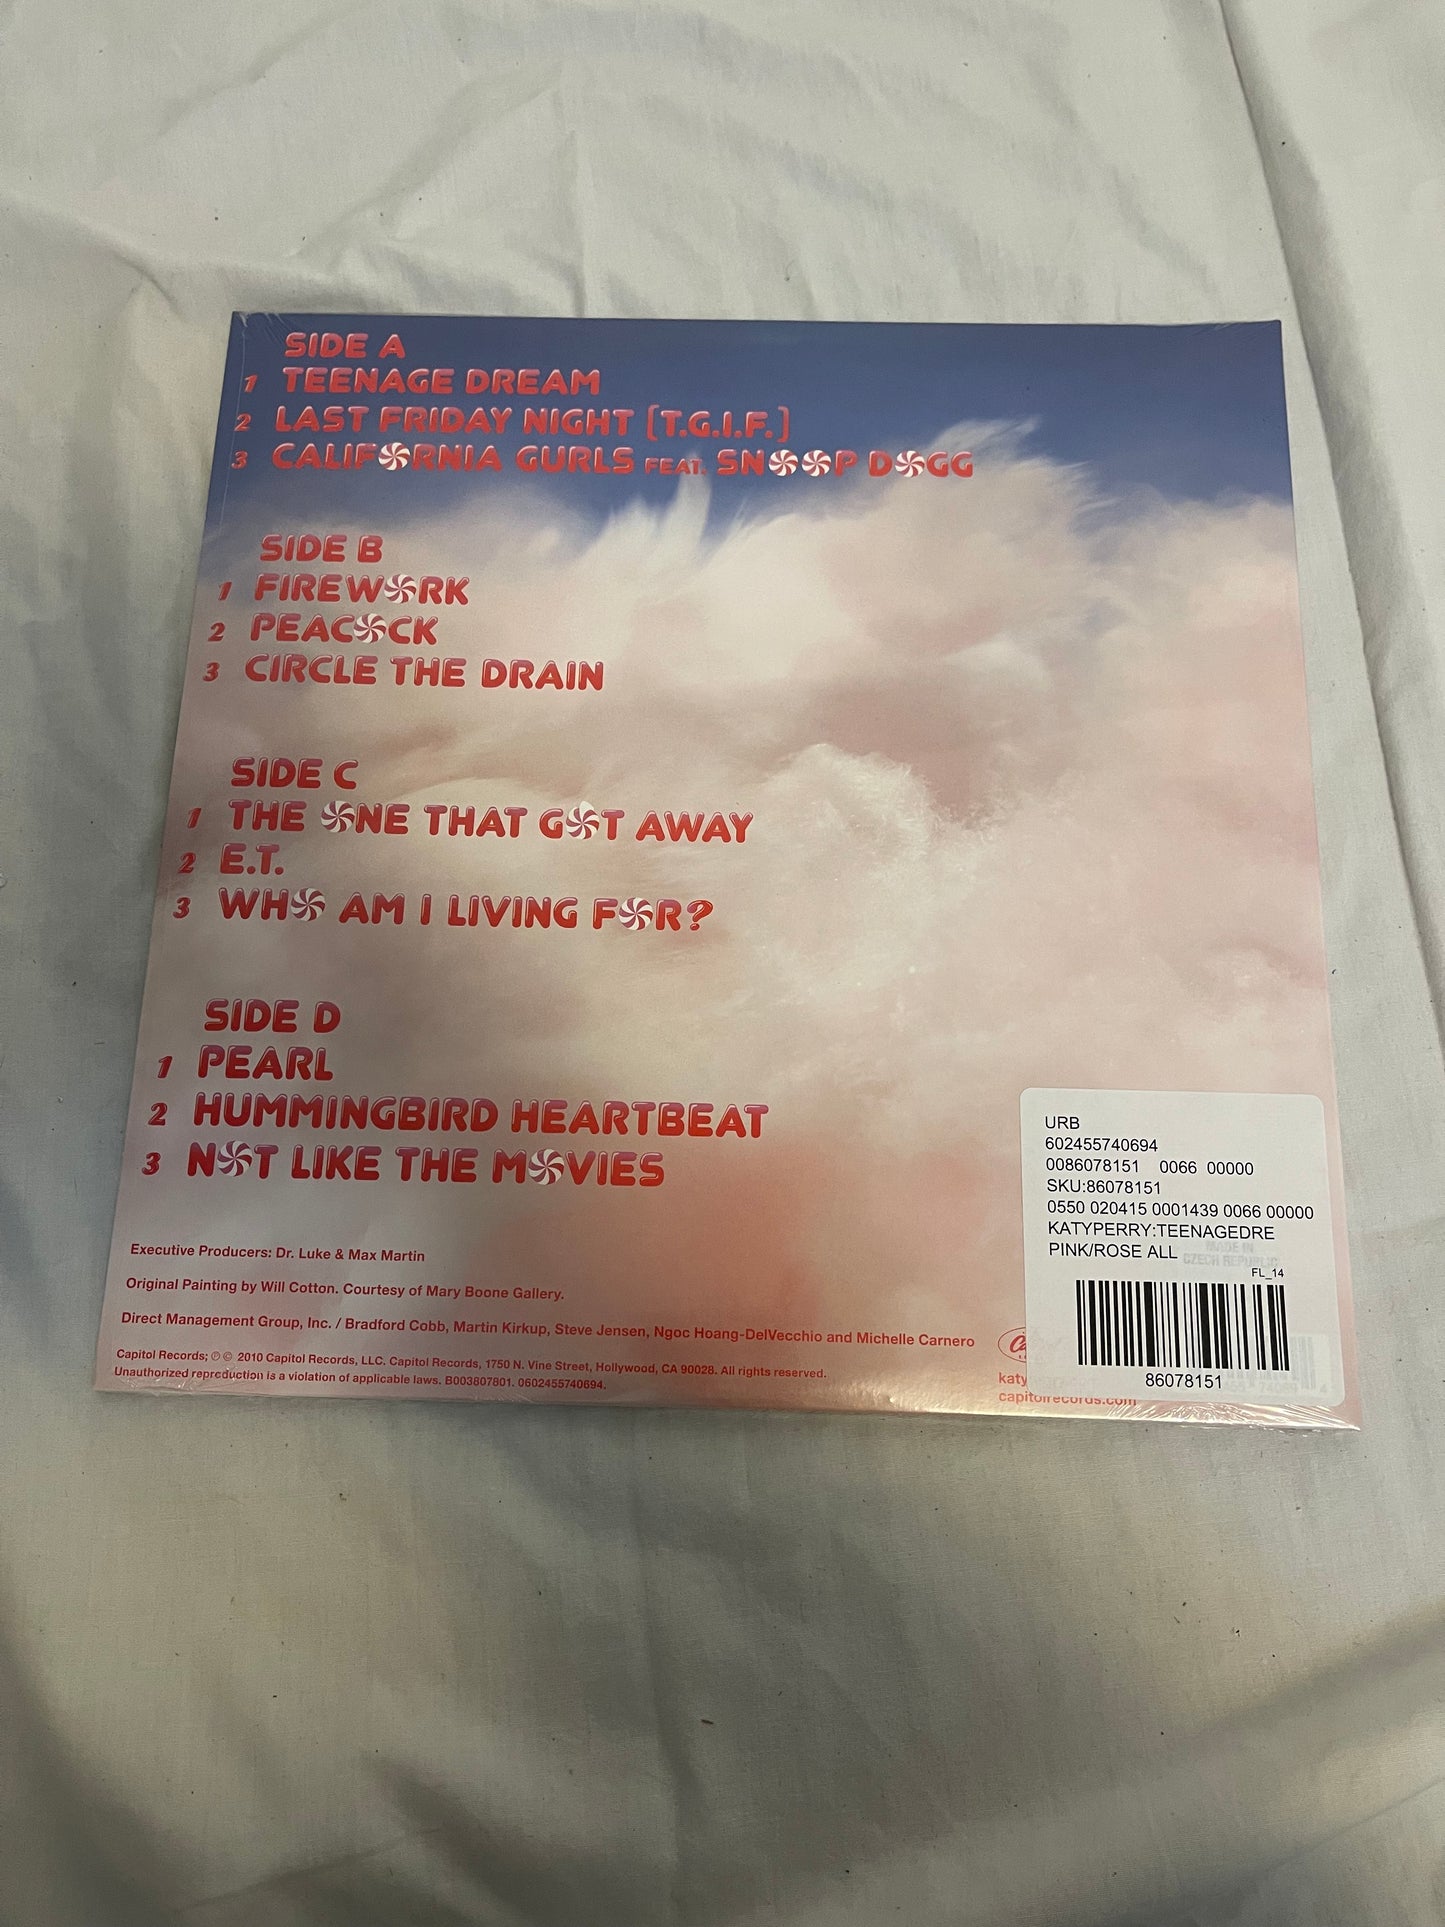 SIDE A
1 TEENAGE DREAM
2 LAST FRIDAY NIGHT (T.G.I.F.)
3 CALIFORNIA GURLS FEAT. SNOOP DOGG
SIDE B
1 FIREWORK
2 PEACOCK
3 CIRCLE THE DRAIN
SIDE C
1 THE ONE THAT GOT AWAY
2 E.T.
3 WHO AM I LIVING FOR?
SIDE D
1 PEARL
2 HUMMINGBIRD HEARTBEAT
3 NOT LIKE THE MOVIES
Executive Producers: Dr. Luke & Max Martin
Original Painting by Will Cotton. Courtesy of Mary Boone Gallery.
Direct Management Group, Inc. / Bradford Cobb, Martin Kirkup, Steve Jensen, Ngoc Hoang-DelVecchio and Michelle Carnero
Capitol Records; ℗ © 2010 Capitol Records, LLC. Capitol Records, 1750 N. Vine Street, Hollywood, CA 90028. All rights reserved.
Unauthorized reproduction is a violation of applicable laws. B003807801. 0602455740694.
katy
capitolrecords.com
URB
602455740694
0086078151 0066 00000
SKU:86078151
0550 020415 0001439 0066 00000
KATYPERRY:TEENAGEDRE
PINK/ROSE ALL
MADE IN
CZECH REPUBLIC
FL_14
86078151